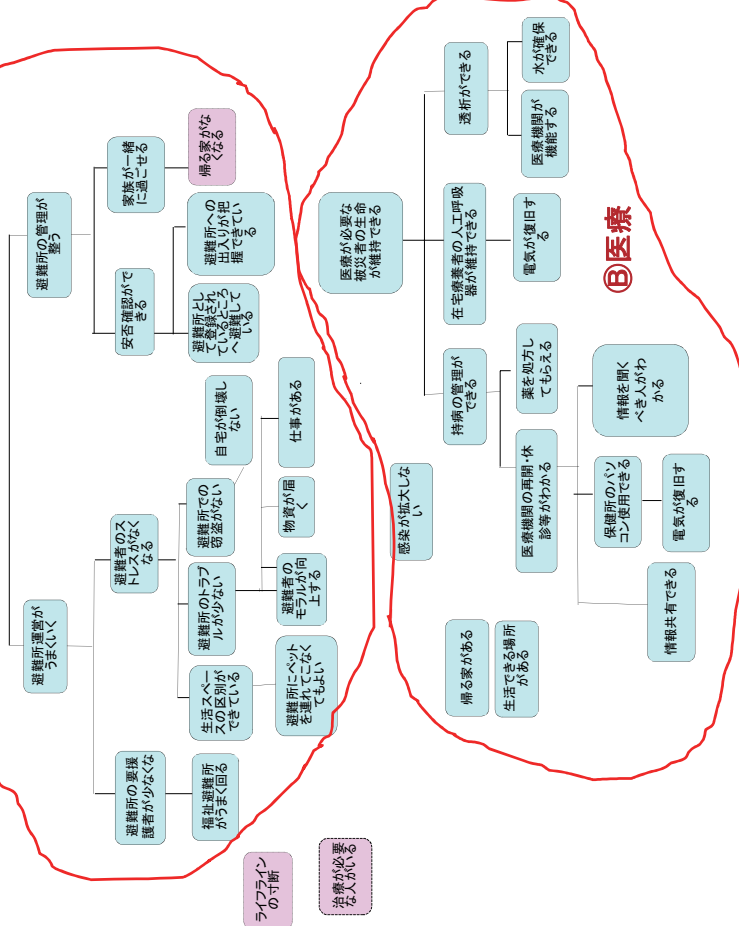 避難所運営が
うまくいく
避難所の管理が
整う
避難所の要援
護者が少なくな
避難者のス
トレスがなく
なる
安否確認がで
きる
家族が一緒
に過ごせる
福祉避難所
がうまく回る
生活スペー
スの区別が
できている
避難所のトラブ
ルが少ない
避難所での
窃盗がない
自宅が倒壊し
ない
避難所とし
て登録され
ているところ
へ避難して
いる
避難所への
出入りが把
握できてい
る
帰る家がな
くなる
避難所にペット
を連れてこなく
てもよい
避難者の
モラルが向
上する
物資が届
く
仕事がある
ライフライン
の寸断
治療が必要
な人がいる
医療が必要な
被災者の生命
が維持できる
感染が拡大しな
い
帰る家がある
生活できる場所
がある
持病の管理が
できる
在宅療養者の人工呼吸
器が維持できる
透析ができる
医療機関の再開・休
診等がわかる
薬を処方し
てもらえる
電気が復旧す
る
医療機関が
機能する
水が確保
できる
情報共有できる
保健所のパソ
コン使用できる
情報を聞く
べき人がわ
かる
電気が復旧す
る
Ⓑ医療